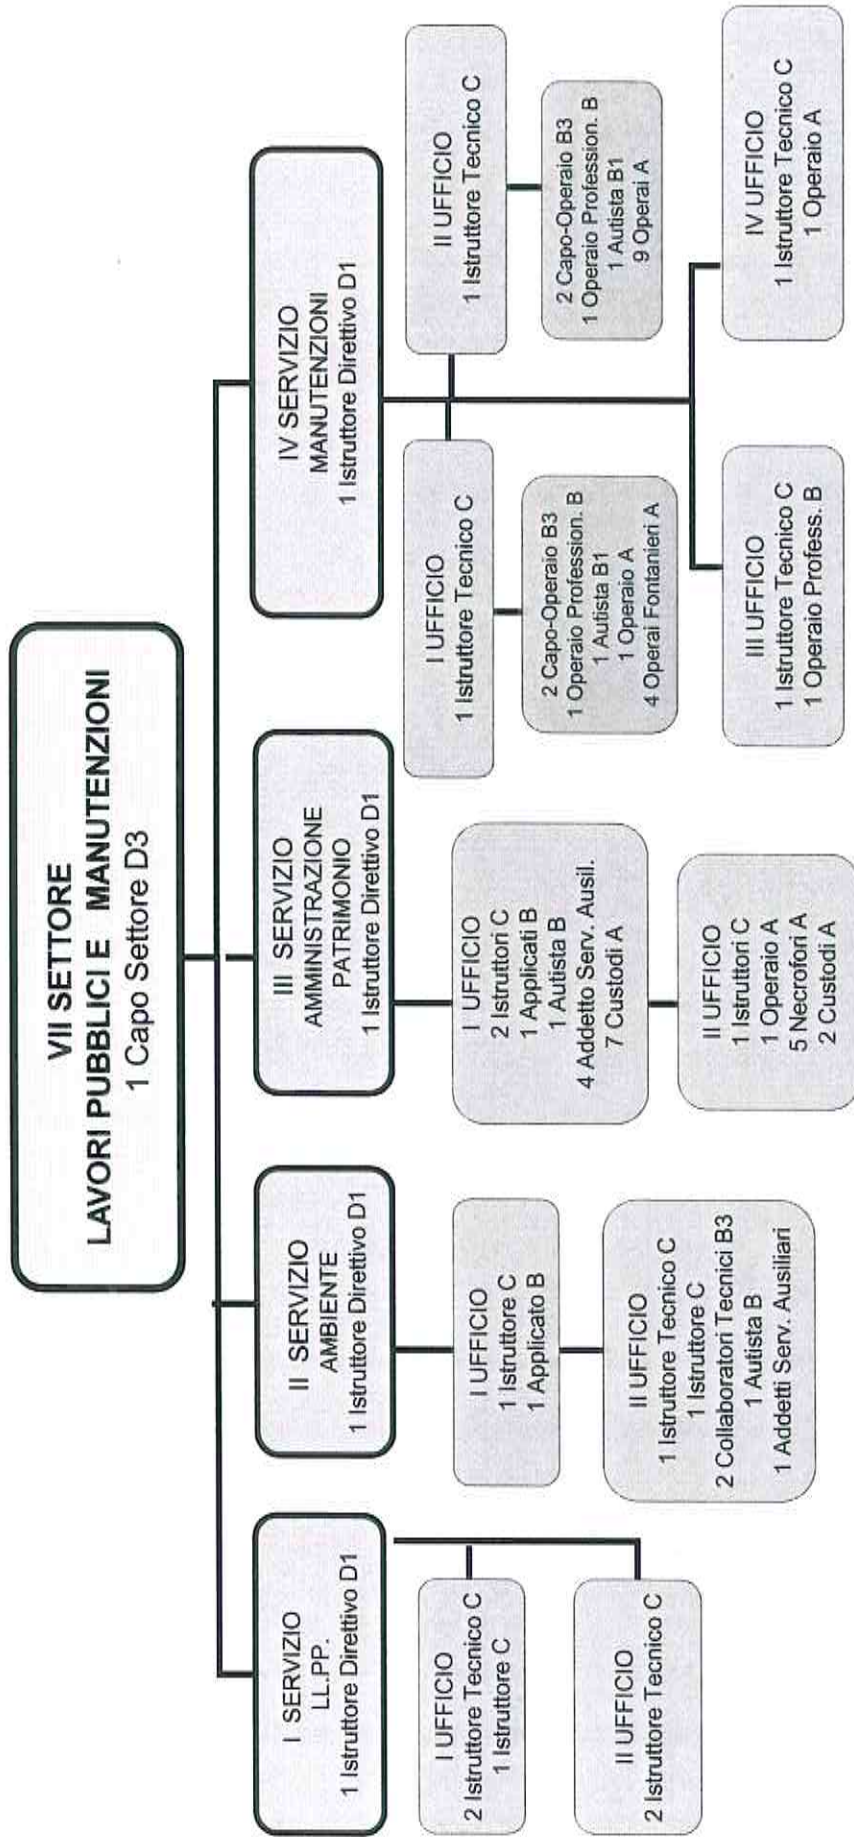 VII SETTORE
LAVORI PUBBLICI E MANUTENZIONI
1 Capo Settore D3
I SERVIZIO
LL.PP.
1 Istruttore Direttivo D1
I UFFICIO
2 Istruttore Tecnico C
1 Istruttore C
II UFFICIO
2 Istruttore Tecnico C
II SERVIZIO
AMBIENTE
1 Istruttore Direttivo D1
I UFFICIO
1 Istruttore C
1 Applicato B
II UFFICIO
1 Istruttore Tecnico C
1 Istruttore C
2 Collaboratori Tecnici B3
1 Autista B
1 Addetti Serv. Ausiliari
III SERVIZIO
AMMINISTRAZIONE
PATRIMONIO
1 Istruttore Direttivo D1
I UFFICIO
2 Istruttori C
1 Applicati B
1 Autista B
4 Addetto Serv. Ausil.
7 Custodi A
II UFFICIO
1 Istruttori C
1 Operaio A
5 Necrofori A
2 Custodi A
IV SERVIZIO
MANUTENZIONI
1 Istruttore Direttivo D1
I UFFICIO
1 Istruttore Tecnico C
2 Capo-Operaio B3
1 Operaio Profession. B
1 Autista B1
1 Operaio A
4 Operai Fontanieri A
II UFFICIO
1 Istruttore Tecnico C
2 Capo-Operaio B3
1 Operaio Profession. B
1 Autista B1
9 Operai A
III UFFICIO
1 Istruttore Tecnico C
1 Operaio Profess. B
IV UFFICIO
1 Istruttore Tecnico C
1 Operaio A